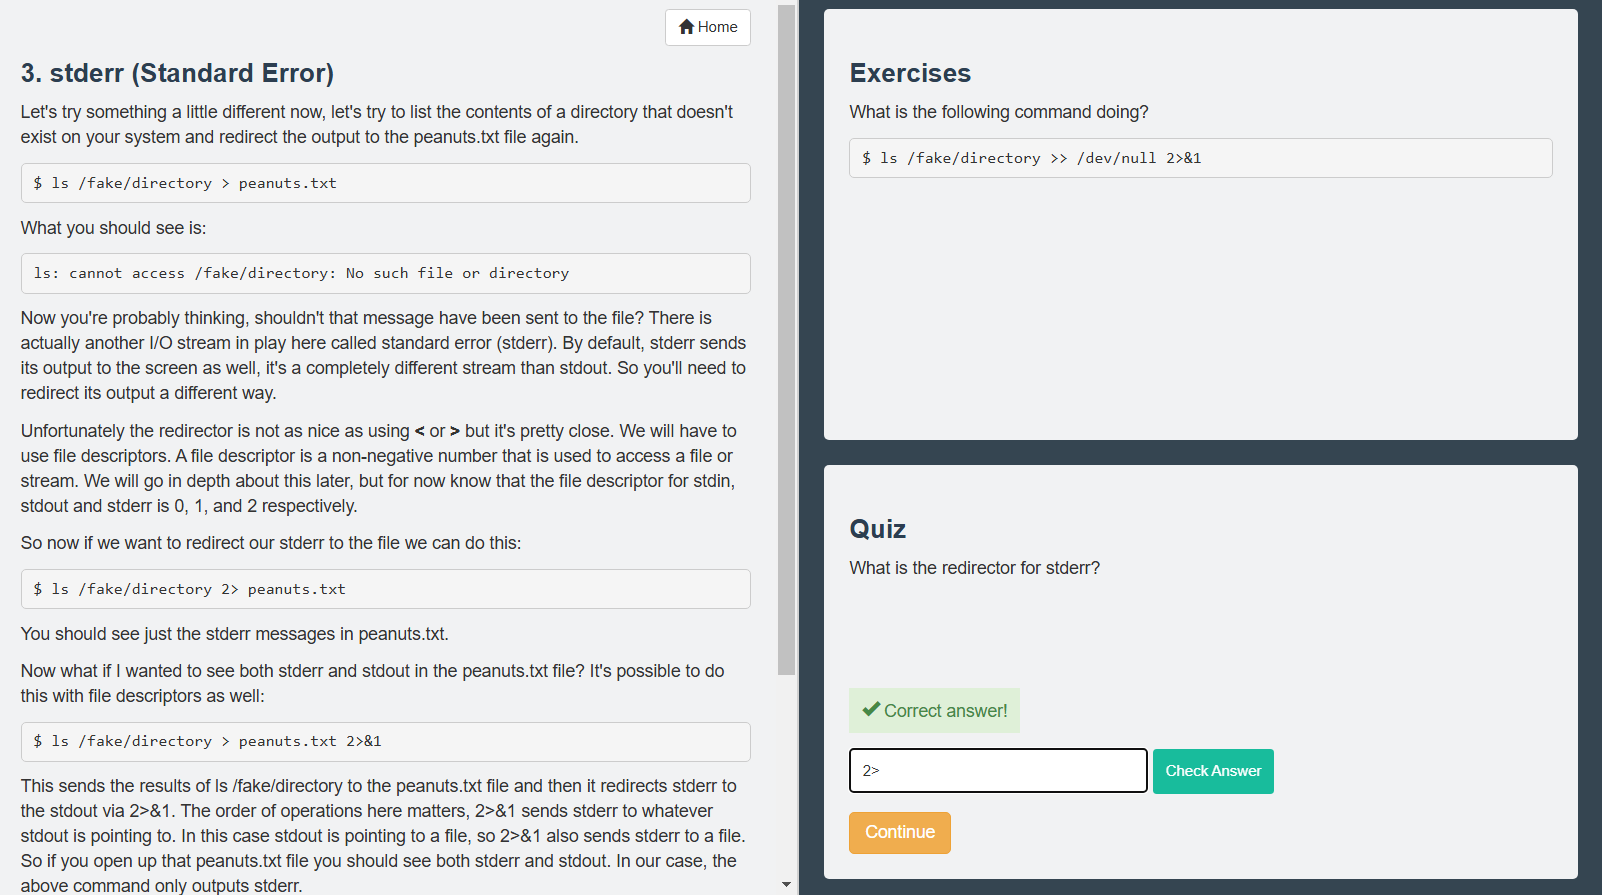 Home
3. stderr (Standard Error)
Let's try something a little different now, let's try to list the contents of a directory that doesn't
exist on your system and redirect the output to the peanuts.txt file again.
$ ls /fake/directory > peanuts.txt
What you should see is:
ls: cannot access /fake/directory: No such file or directory
Now you're probably thinking, shouldn't that message have been sent to the file? There is
actually another I/O stream in play here called standard error (stderr). By default, stderr sends
its output to the screen as well, it's a completely different stream than stdout. So you'll need to
redirect its output a different way.
Unfortunately the redirector is not as nice as using < or > but it's pretty close. We will have to
use file descriptors. A file descriptor is a non-negative number that is used to access a file or
stream. We will go in depth about this later, but for now know that the file descriptor for stdin,
stdout and stderr is 0, 1, and 2 respectively.
So now if we want to redirect our stderr to the file we can do this:
$ ls /fake/directory 2> peanuts.txt
You should see just the stderr messages in peanuts.txt.
Now what if I wanted to see both stderr and stdout in the peanuts.txt file? It's possible to do
this with file descriptors as well:
$ ls /fake/directory > peanuts.txt 2>&1
This sends the results of ls /fake/directory to the peanuts.txt file and then it redirects stderr to
the stdout via 2>&1. The order of operations here matters, 2>&1 sends stderr to whatever
stdout is pointing to. In this case stdout is pointing to a file, so 2>&1 also sends stderr to a file.
So if you open up that peanuts.txt file you should see both stderr and stdout. In our case, the
above command only outputs stderr.
Exercises
What is the following command doing?
$ ls /fake/directory >> /dev/null 2>&1
Quiz
What is the redirector for stderr?
Correct answer!
2>
Check Answer
Continue